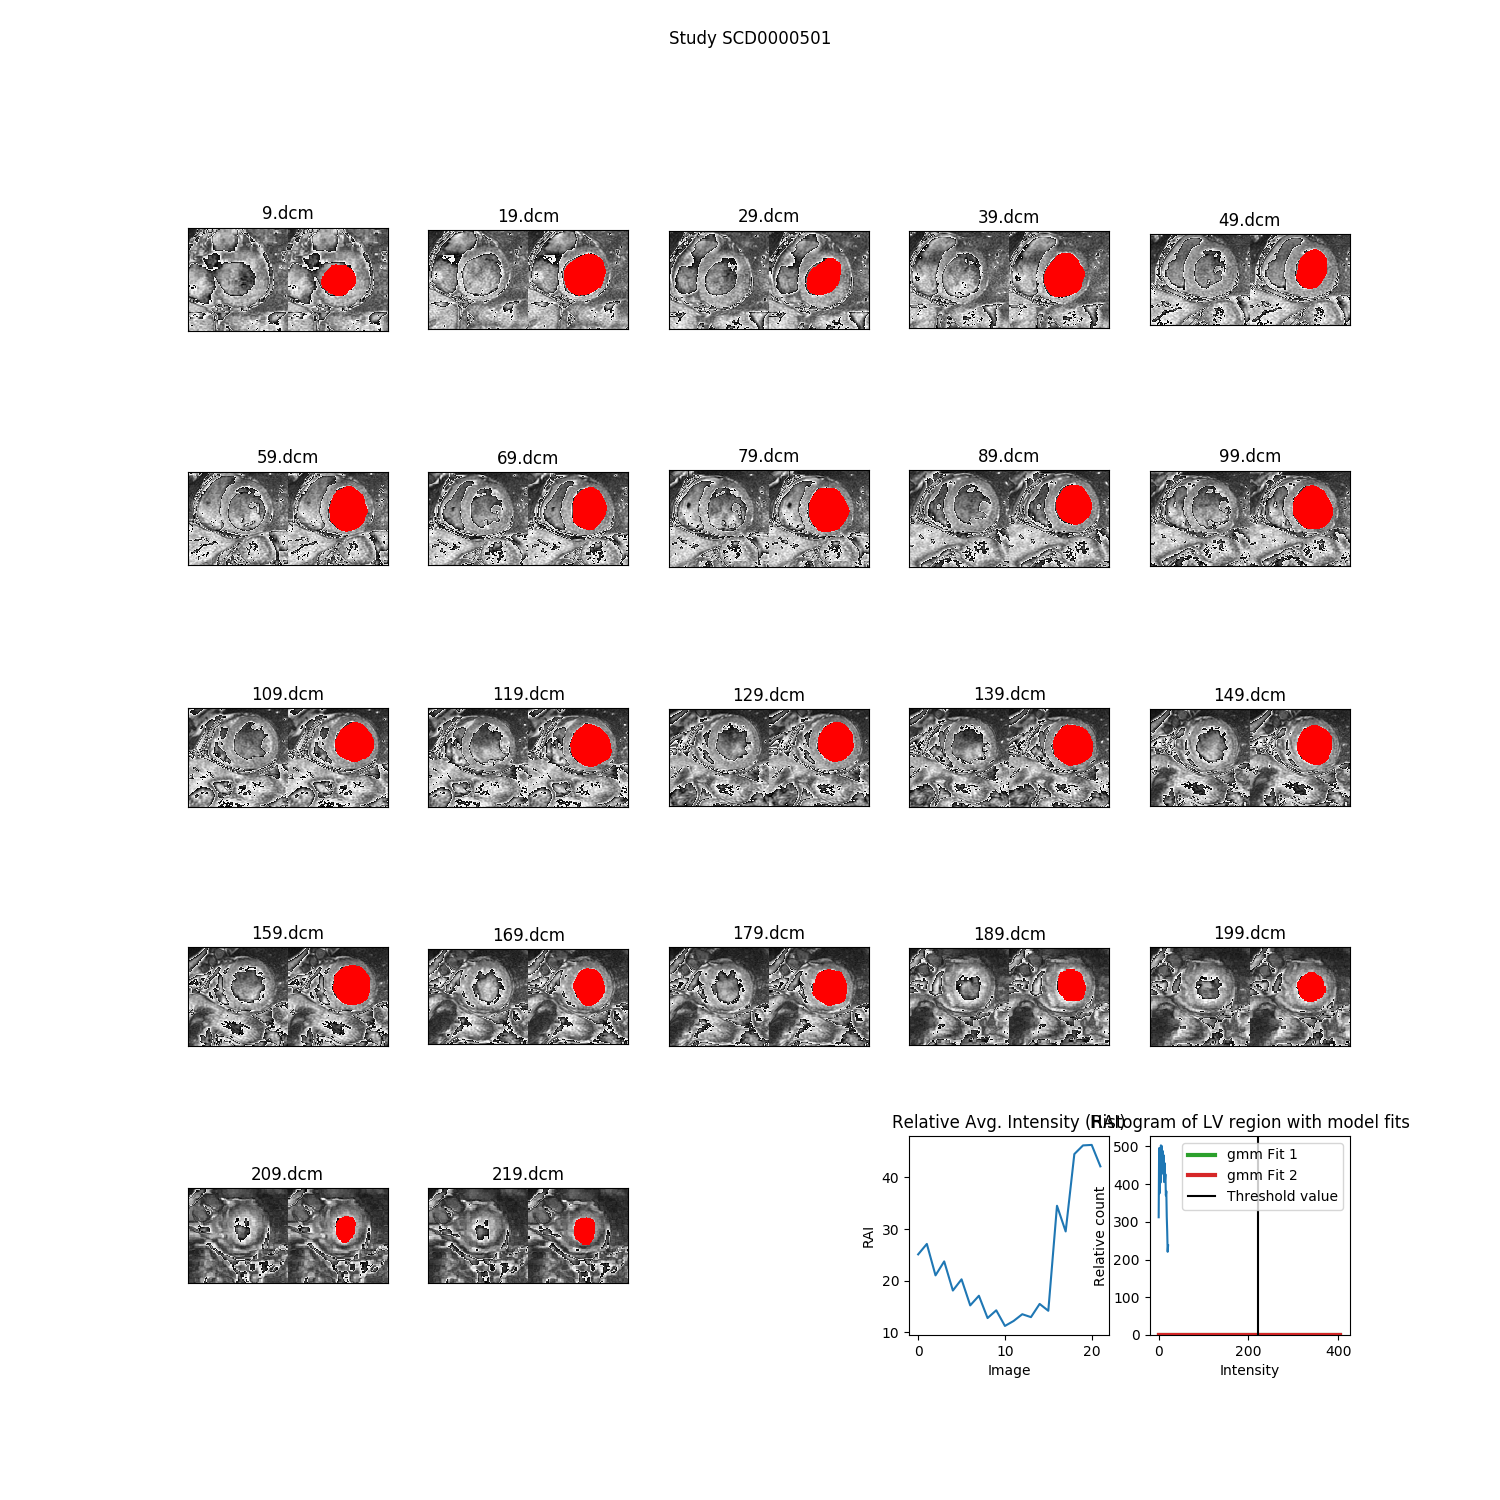 Study SCD0000501
9.dcm
19.dcm
29.dcm
39.dcm
49.dcm
59.dcm
69.dcm
79.dcm
89.dcm
99.dcm
109.dcm
119.dcm
129.dcm
139.dcm
149.dcm
159.dcm
169.dcm
179.dcm
189.dcm
199.dcm
209.dcm
219.dcm
Relative Avg. Intensity (RAI)
40
30
20
10
RAI
0 10 20
Image
Histogram of LV region with model fits
500
400
300
200
100
0
Relative count
gmm Fit 1
gmm Fit 2
Threshold value
0 200 400
Intensity